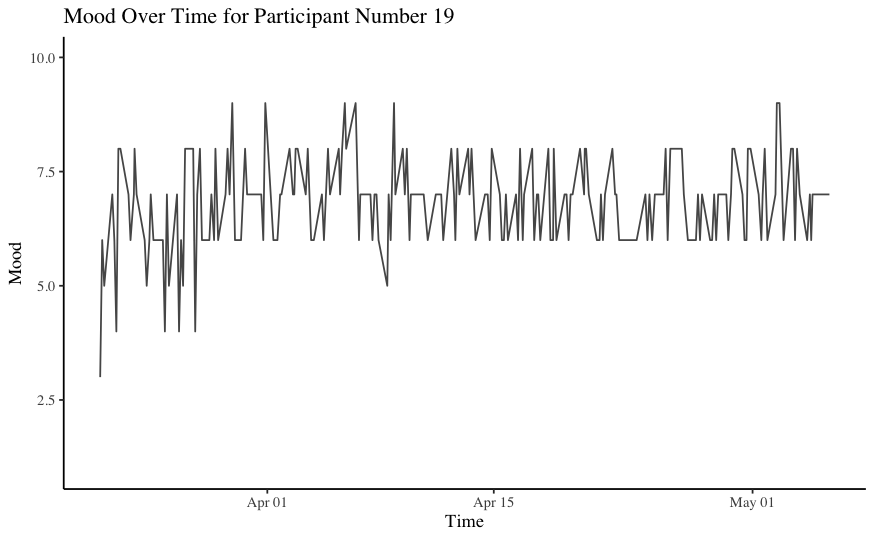 Mood Over Time for Participant Number 19
10.0
7.5
5.0
2.5
Mood
Apr 01
Apr 15
May 01
Time